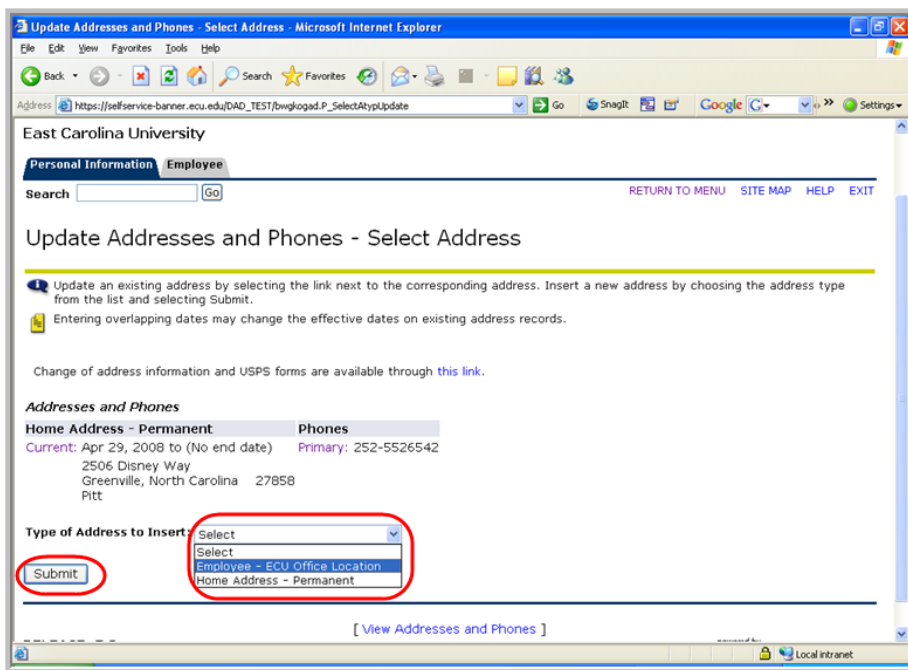 Update Addresses and Phones - Select Address - Microsoft Internet Explorer
File Edit View Favorites Tools Help
Back Search Favorites
Address https://selfservice-banner.ecu.edu/DAD_TEST/bwgkogad.P_SelectAtypUpdate Go SnagIt Google G Settings
East Carolina University
Personal Information Employee
Search Go RETURN TO MENU SITE MAP HELP EXIT
Update Addresses and Phones - Select Address
Update an existing address by selecting the link next to the corresponding address. Insert a new address by choosing the address type
from the list and selecting Submit.
Entering overlapping dates may change the effective dates on existing address records.
Change of address information and USPS forms are available through this link.
Addresses and Phones
Home Address - Permanent Phones
Current: Apr 29, 2008 to (No end date) Primary: 252-5526542
2506 Disney Way
Greenville, North Carolina 27858
Pitt
Type of Address to Insert: Select
Select
Employee - ECU Office Location
Home Address - Permanent
Submit
[ View Addresses and Phones ]
Local intranet